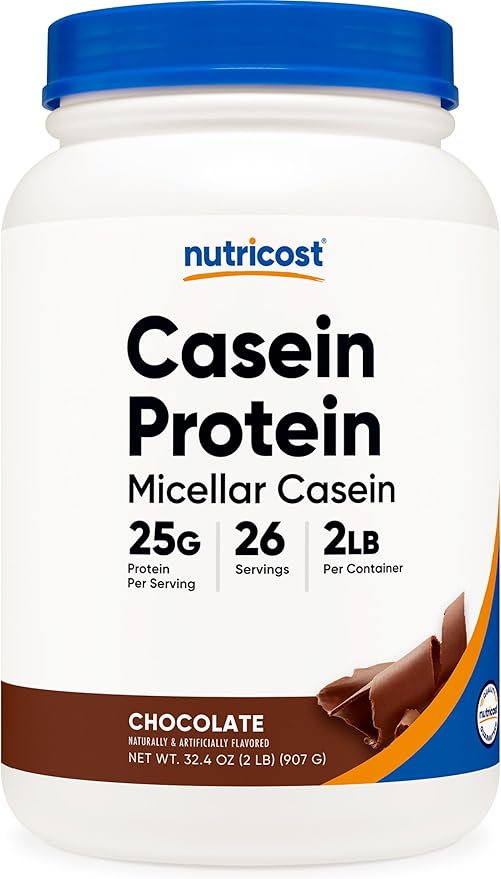 nutricost®
Casein
Protein
Micellar Casein
25G
Protein
Per Serving
26
Servings
2LB
Per Container
CHOCOLATE
NATURALLY & ARTIFICIALLY FLAVORED
NET WT. 32.4 OZ (2 LB) (907 G)
nutricost